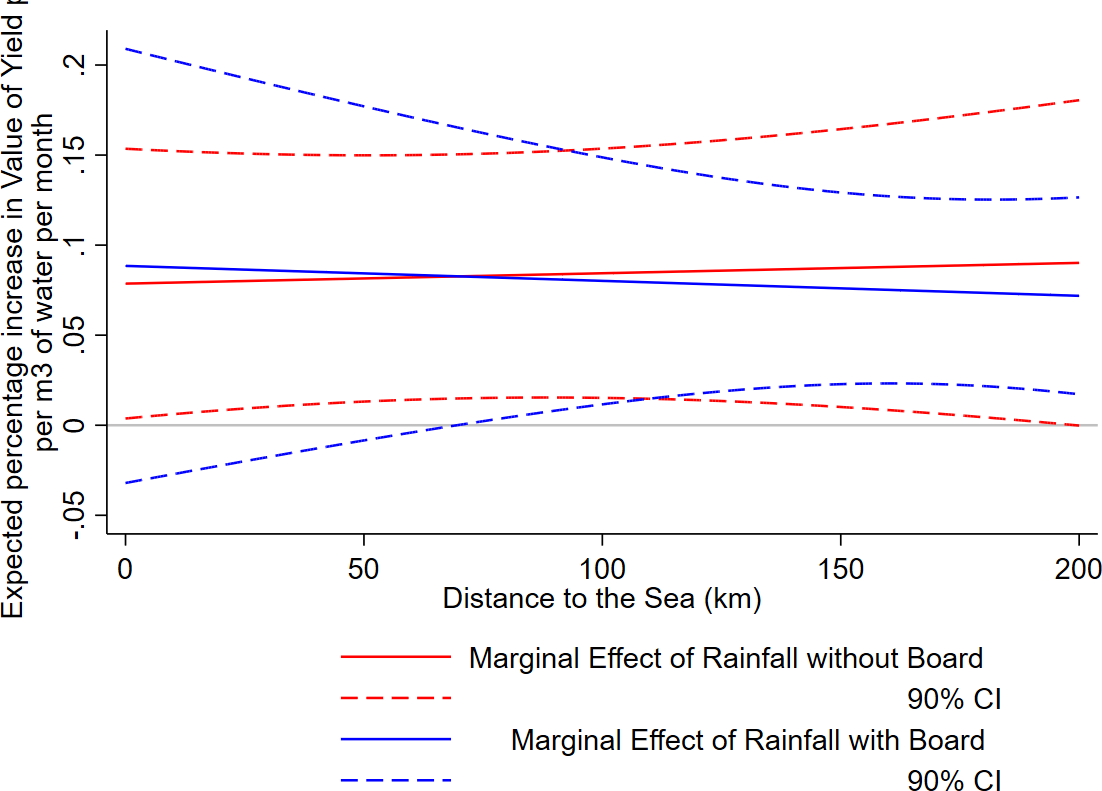 Expected percentage increase in Value of Yield
per m3 of water per month
.2
.15
.1
.05
0
-.05
0 50 100 150 200
Distance to the Sea (km)
Marginal Effect of Rainfall without Board
90% CI
Marginal Effect of Rainfall with Board
90% CI